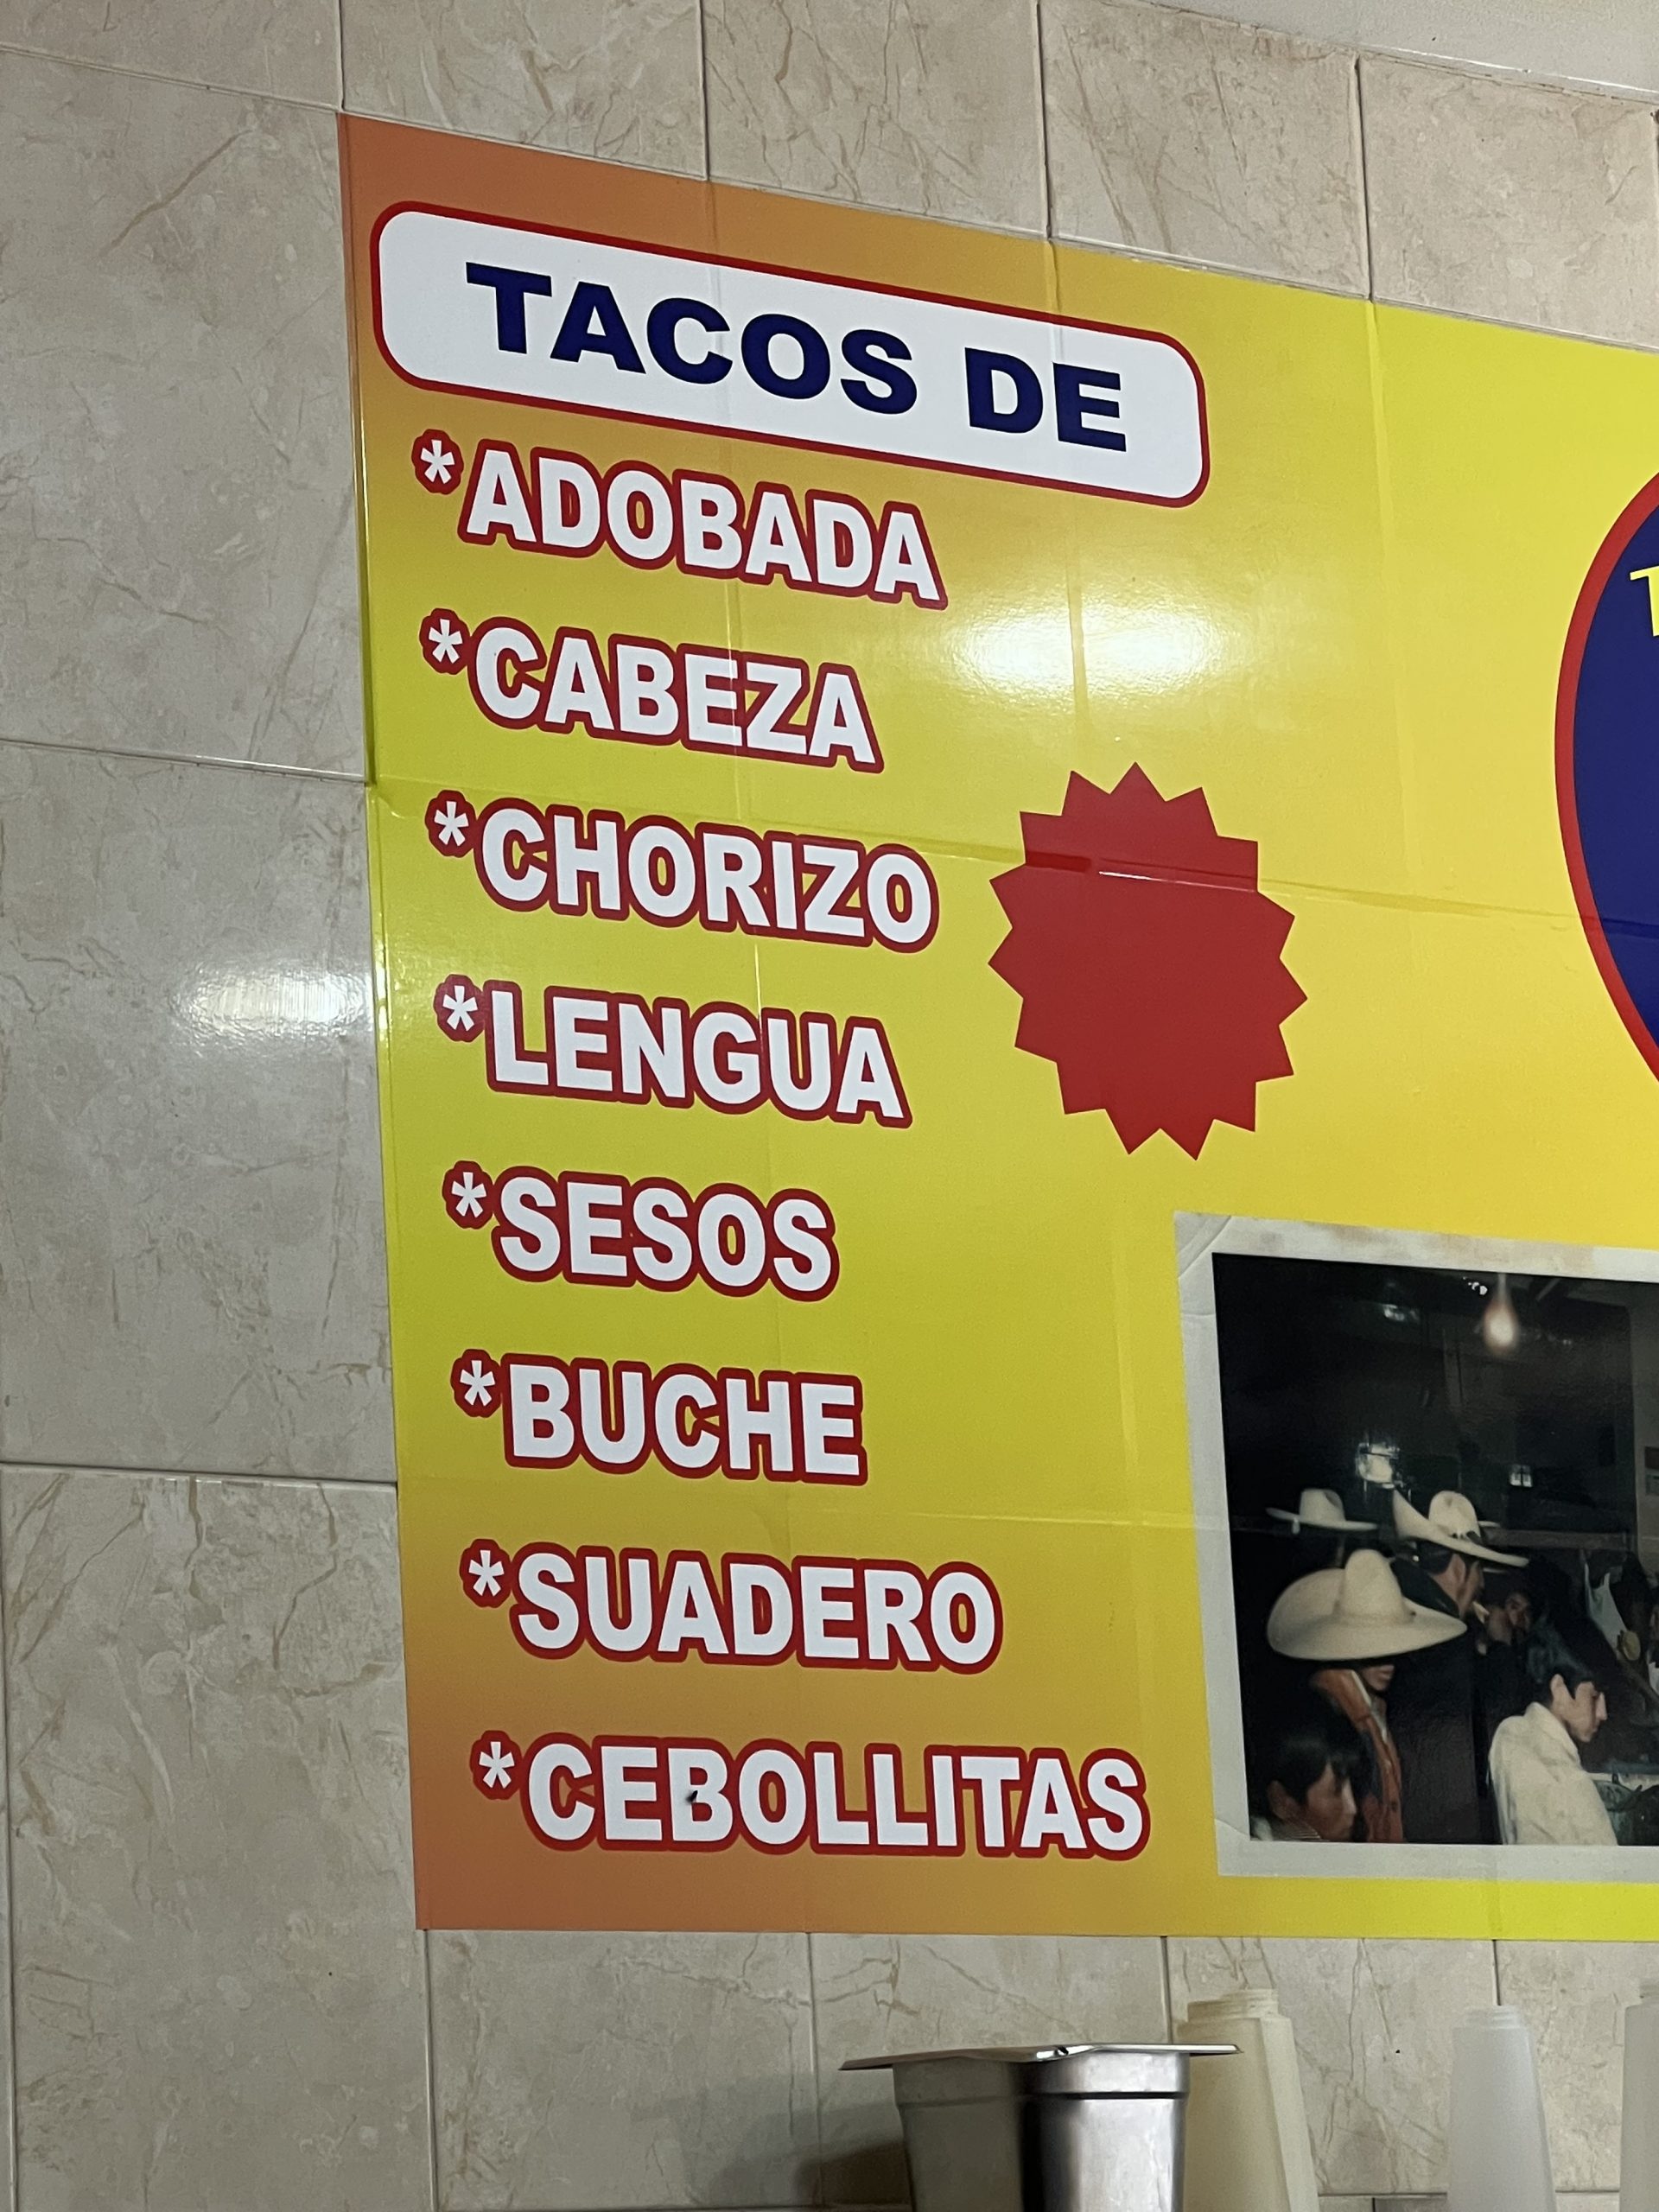 TACOS DE
*ADOBADA
*CABEZA
*CHORIZO
*LENGUA
*SESOS
*BUCHE
*SUADERO
*CEBOLLITAS